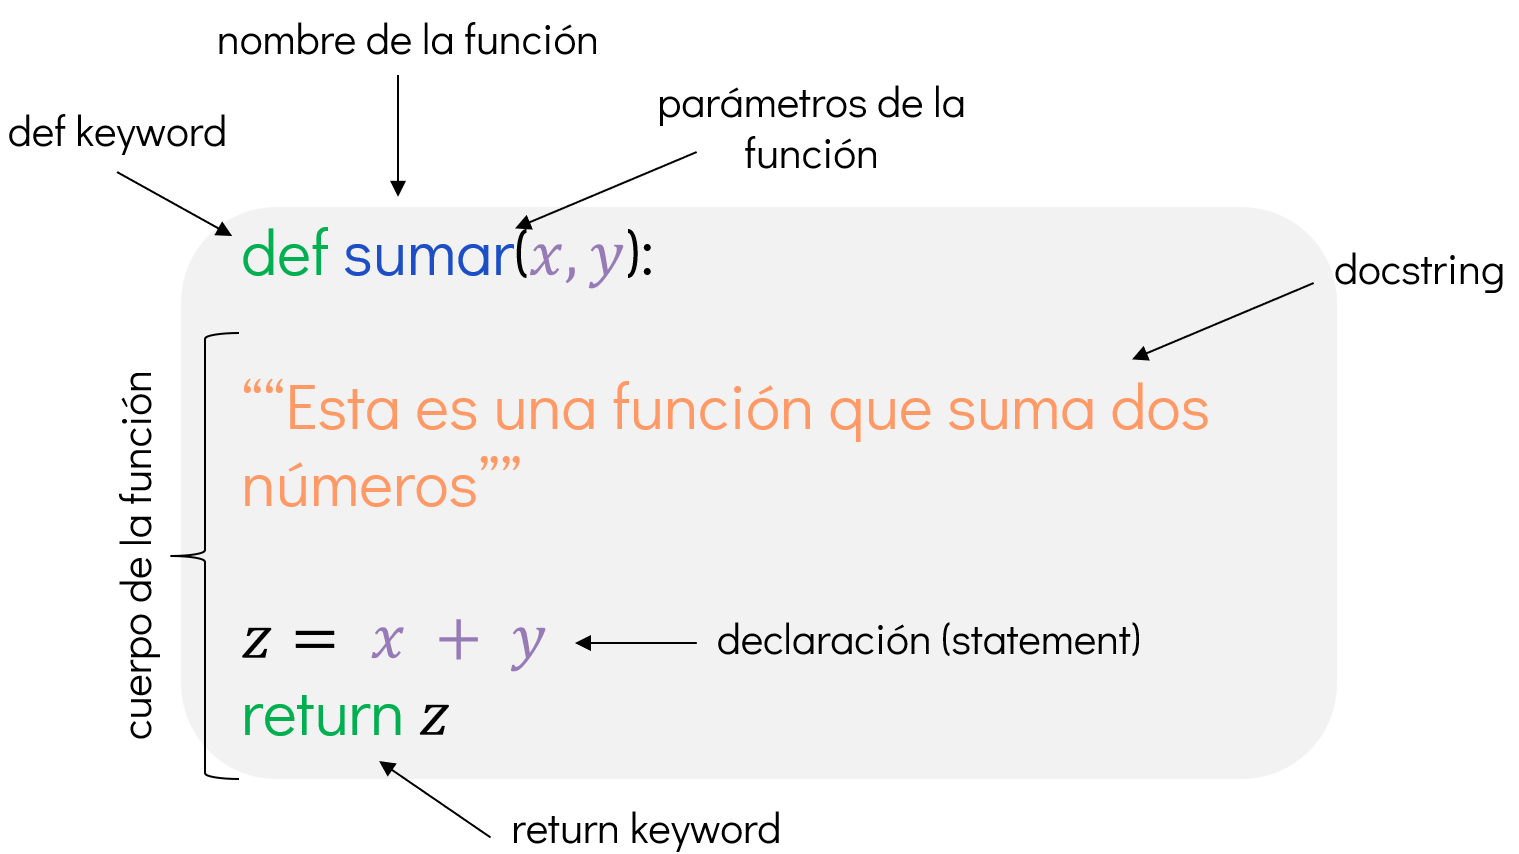 nombre de la función
parámetros de la
función
def keyword
def sumar(x, y):
docstring
““““Esta es una función que suma dos
números””””
cuerpo de la función
z = x + y
declaración (statement)
return z
return keyword